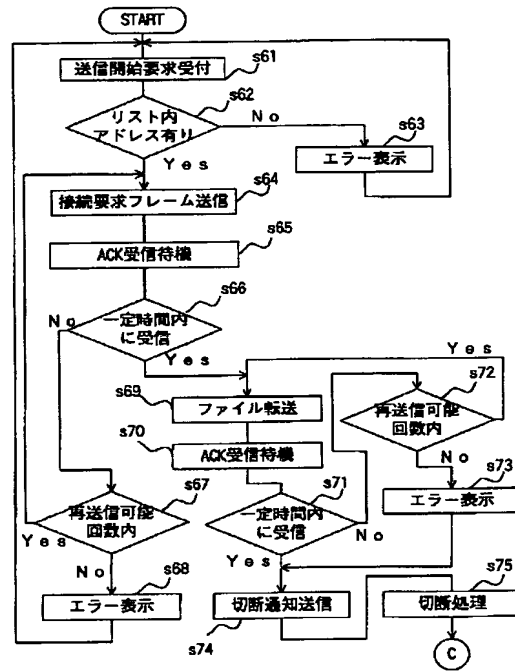 START
送信開始要求受付
s61
リスト内
アドレス有り
s62
No
Yes
エラー表示
s63
接続要求フレーム送信
s64
ACK受信待機
s65
一定時間内
に受信
s66
No
Yes
再送信可能
回数内
s67
Yes
No
エラー表示
s68
s69
ファイル転送
s70
ACK受信待機
一定時間内
に受信
s71
Yes
No
再送信可能
回数内
s72
Yes
No
エラー表示
s73
切断通知送信
s74
切断処理
s75
C